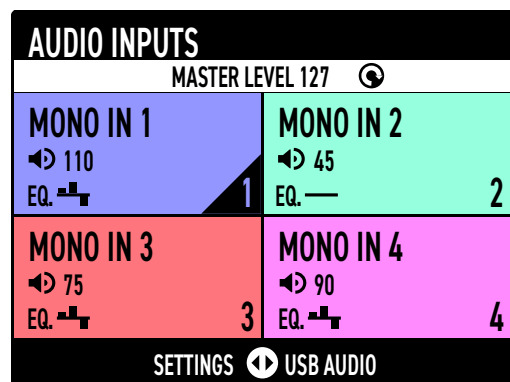 AUDIO INPUTS
MASTER LEVEL 127
MONO IN 1
110
EQ.
1
MONO IN 2
45
EQ.
2
MONO IN 3
75
EQ.
3
MONO IN 4
90
EQ.
4
SETTINGS USB AUDIO